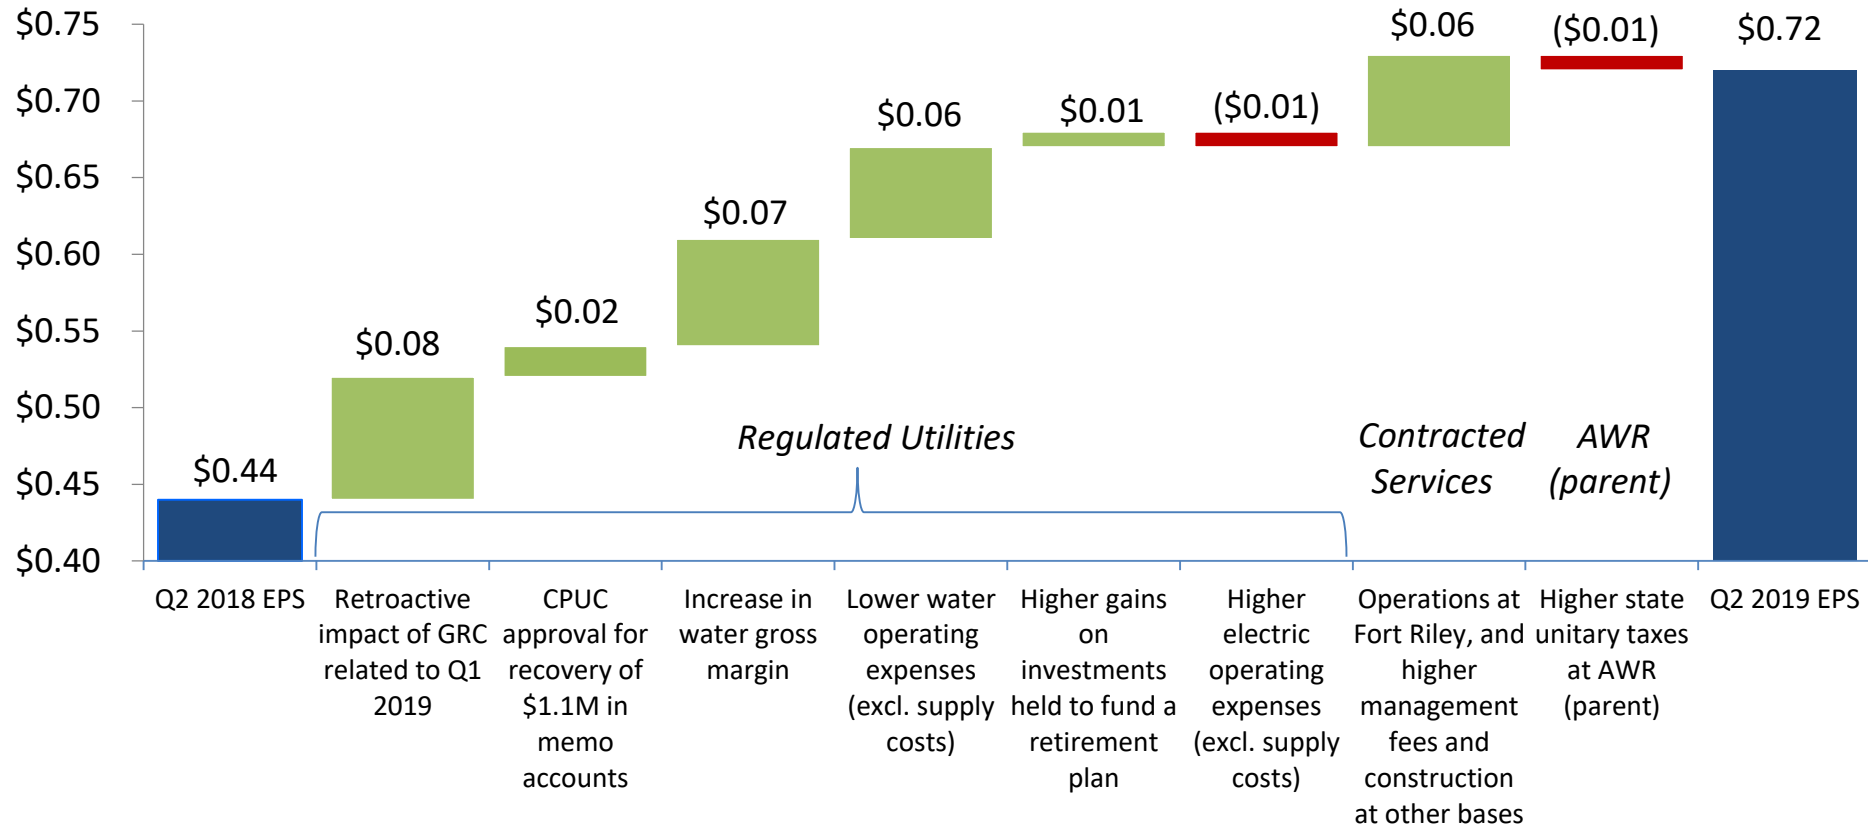 $0.75
$0.70
$0.65
$0.60
$0.55
$0.50
$0.45
$0.40
$0.44
$0.08
$0.02
$0.07
$0.06
$0.01
($0.01)
$0.06
($0.01)
$0.72
Regulated Utilities
Contracted
Services
AWR
(parent)
Q2 2018 EPS
Retroactive
impact of GRC
related to Q1
2019
CPUC
approval for
recovery of
$1.1M in
memo
accounts
Increase in
water gross
margin
Lower water
operating
expenses
(excl. supply
costs)
Higher gains
on
investments
held to fund a
retirement
plan
Higher
electric
operating
expenses
(excl. supply
costs)
Operations at
Fort Riley, and
higher
management
fees and
construction
at other bases
Higher state
unitary taxes
at AWR
(parent)
Q2 2019 EPS